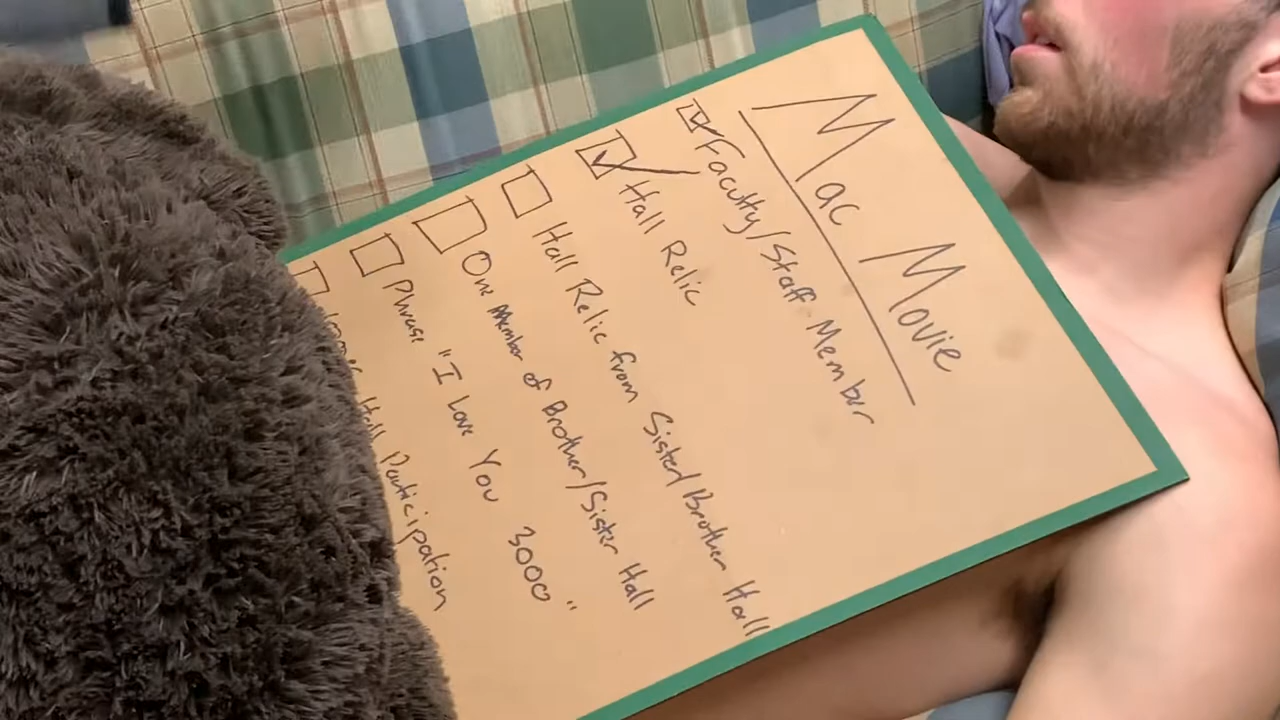 Mac Movie
Faculty/Staff Member
Hall Relic
Hall Relic from Sister/Brother Hall
One Member of Brother/Sister Hall
Phrase "I Love You 3000"
Hall Participation